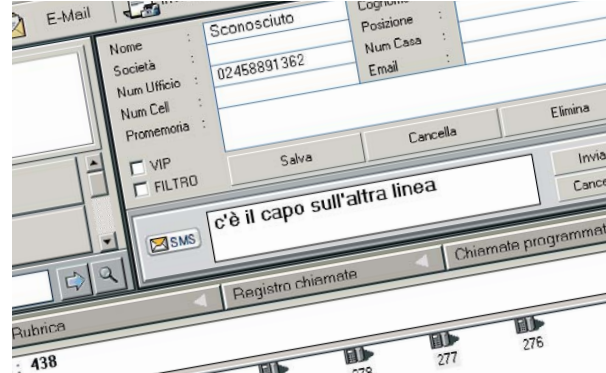 E-Mail
Nome : Sconosciuto
Cognome :
Società :
Posizione :
Num Ufficio : 02458891362
Num Casa :
Num Cell :
Email :
Promemoria :
VIP
FILTRO
Salva
Cancella
Elimina
SMS
c'è il capo sull'altra linea
Invia
Rubrica
Registro chiamate
Chiamate programmat
: 438
278
277
276